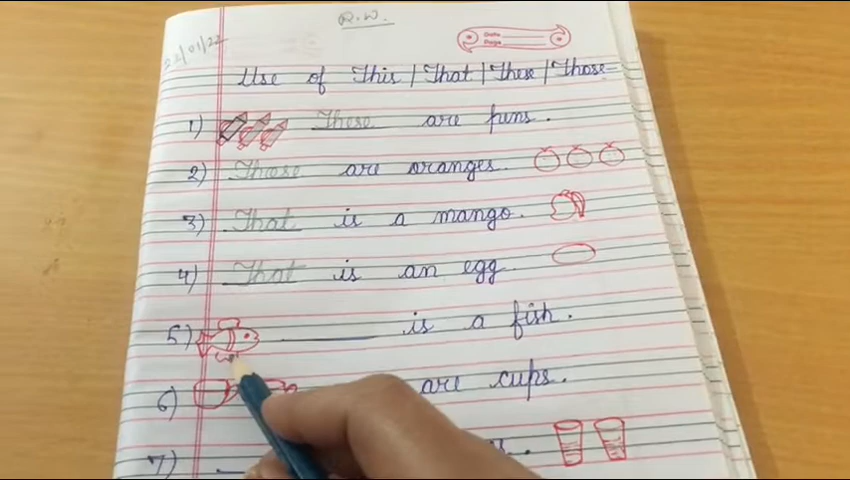 R.W.
22/01/22
Date
Page
Use of This | That | These | Those
1) These are pens.
2) Those are oranges.
3) That is a mango.
4) That is an egg
5) is a fish.
6) are cups.
7)